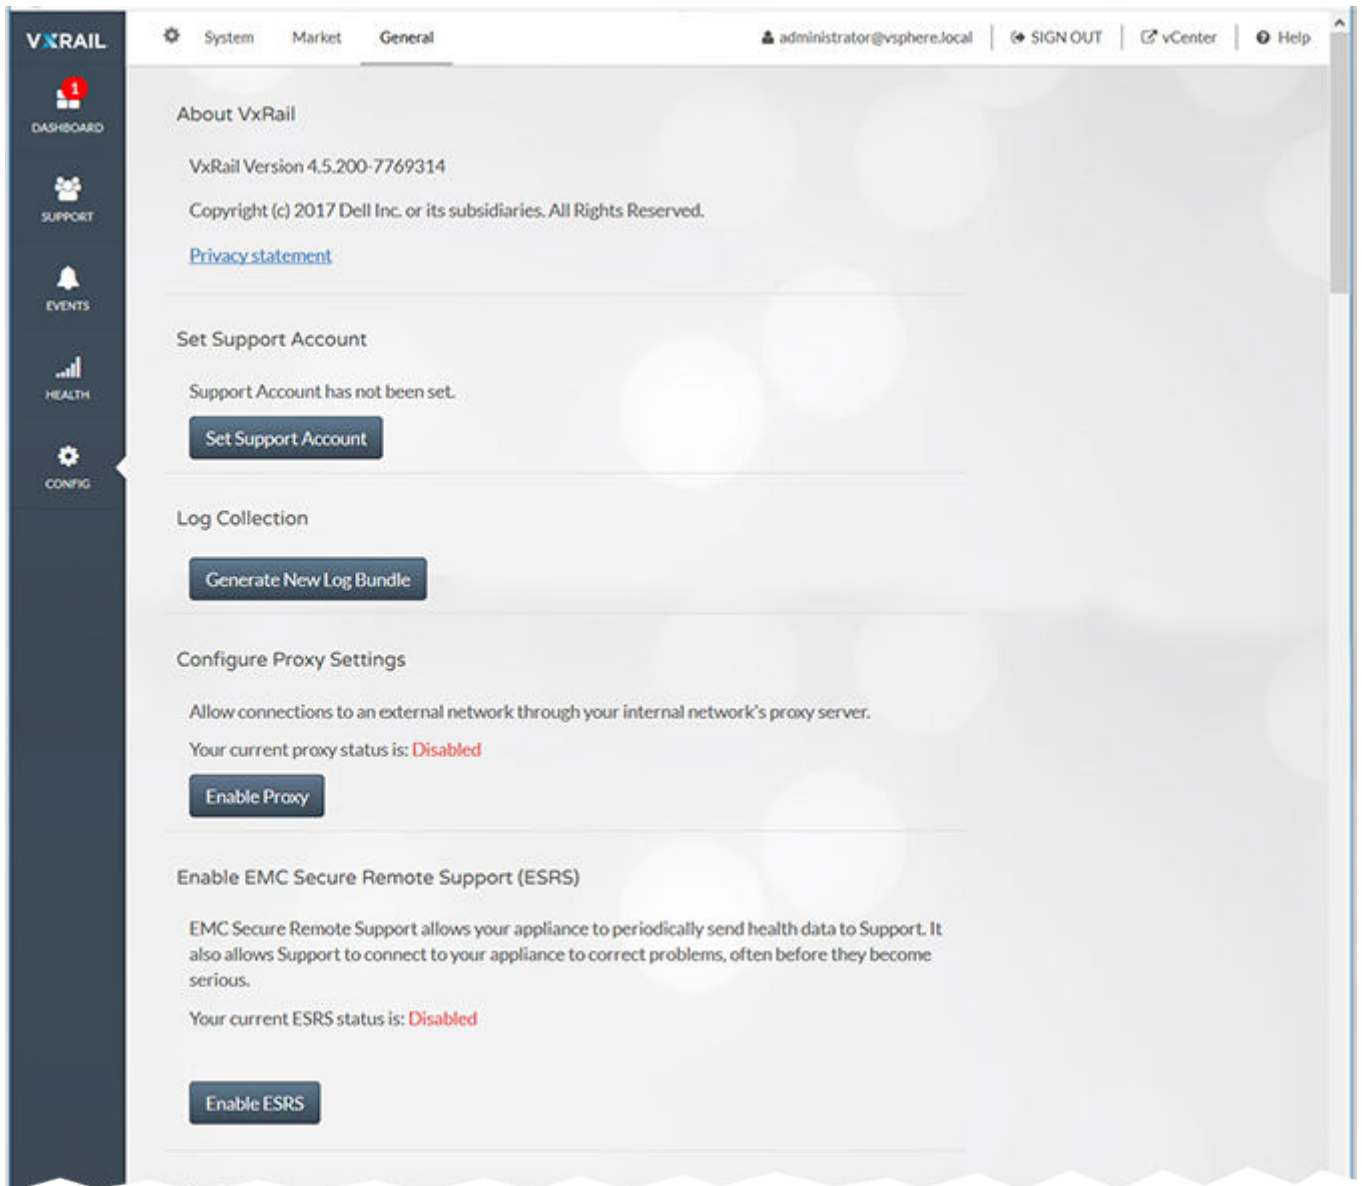 VXRAIL
System Market General
administrator@vsphere.local SIGN OUT vCenter Help
1
DASHBOARD
SUPPORT
EVENTS
HEALTH
CONFIG
About VxRail
VxRail Version 4.5.200-7769314
Copyright (c) 2017 Dell Inc. or its subsidiaries. All Rights Reserved.
Privacy statement
Set Support Account
Support Account has not been set.
Set Support Account
Log Collection
Generate New Log Bundle
Configure Proxy Settings
Allow connections to an external network through your internal network's proxy server.
Your current proxy status is: Disabled
Enable Proxy
Enable EMC Secure Remote Support (ESRS)
EMC Secure Remote Support allows your appliance to periodically send health data to Support. It
also allows Support to connect to your appliance to correct problems, often before they become
serious.
Your current ESRS status is: Disabled
Enable ESRS